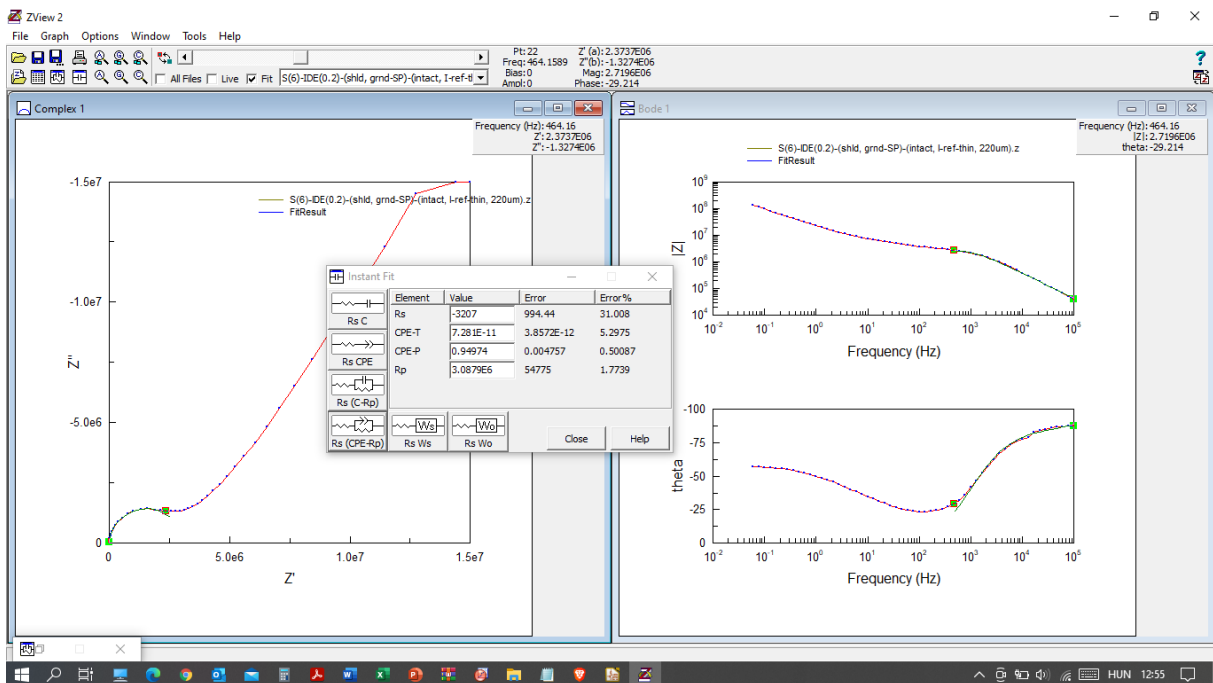 ZView 2
File Graph Options Window Tools Help
All Files Live Fit S(6)-IDE(0.2)-(shld, grnd-SP)-(intact, l-ref-tl
Pt: 22 Z' (a): 2.3737E06
Freq: 464.1589 Z"(b):-1.3274E06
Bias: 0 Mag: 2.7196E06
Ampl: 0 Phase: -29.214
?
Complex 1
Frequency (Hz): 464.16
Z': 2.3737E06
Z": -1.3274E06
S(6)-IDE(0.2)-(shld, grnd-SP)-(intact, l-ref-thin, 220um).z
FitResult
-1.5e7
-1.0e7
-5.0e6
0
Z''
0 5.0e6 1.0e7 1.5e7
Z'
Instant Fit
Rs C
Rs CPE
Rs (C-Rp)
Rs (CPE-Rp)
Rs Ws
Rs Wo
Element Value Error Error%
Rs -3207 994.44 31.008
CPE-T 7.281E-11 3.8572E-12 5.2975
CPE-P 0.94974 0.004757 0.50087
Rp 3.0879E6 54775 1.7739
Close Help
Bode 1
Frequency (Hz): 464.16
|Z|: 2.7196E06
theta: -29.214
S(6)-IDE(0.2)-(shld, grnd-SP)-(intact, l-ref-thin, 220um).z
FitResult
10⁹
10⁸
10⁷
10⁶
10⁵
10⁴
|Z|
10⁻² 10⁻¹ 10⁰ 10¹ 10² 10³ 10⁴ 10⁵
Frequency (Hz)
-100
-75
-50
-25
0
theta
10⁻² 10⁻¹ 10⁰ 10¹ 10² 10³ 10⁴ 10⁵
Frequency (Hz)
HUN 12:55